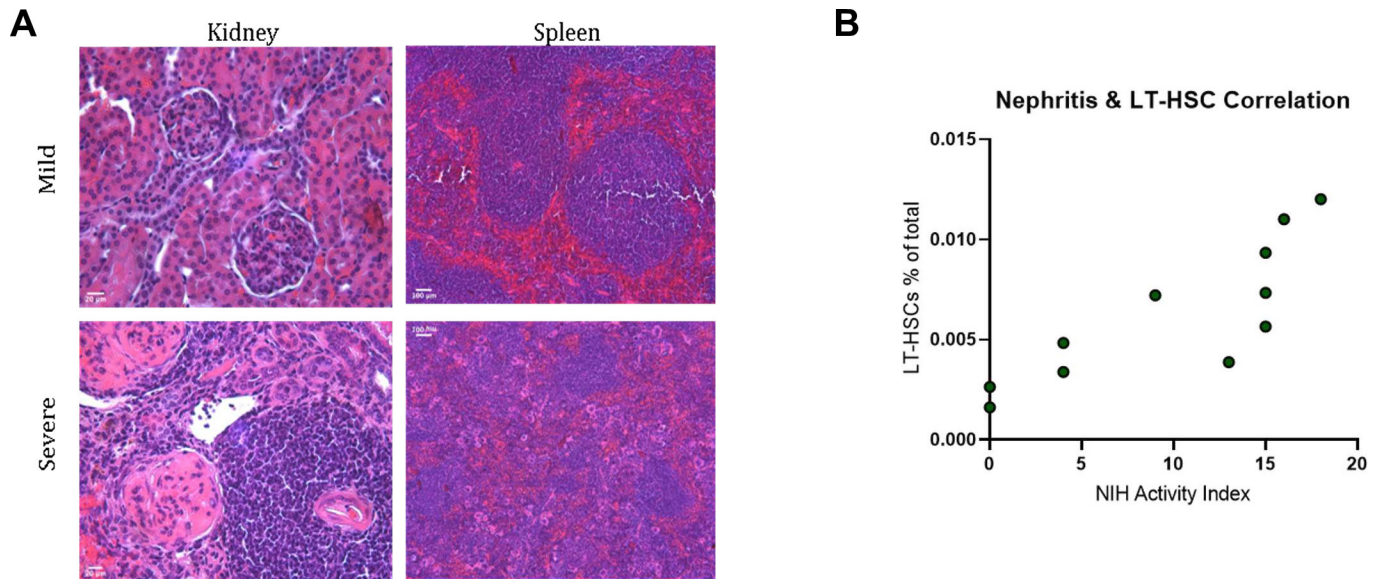 A
Kidney
Spleen
Mild
20 µm
100 µm
Severe
20 µm
100 µm
B
Nephritis & LT-HSC Correlation
LT-HSCs % of total
0.015
0.010
0.005
0.000
0
5
10
15
20
NIH Activity Index